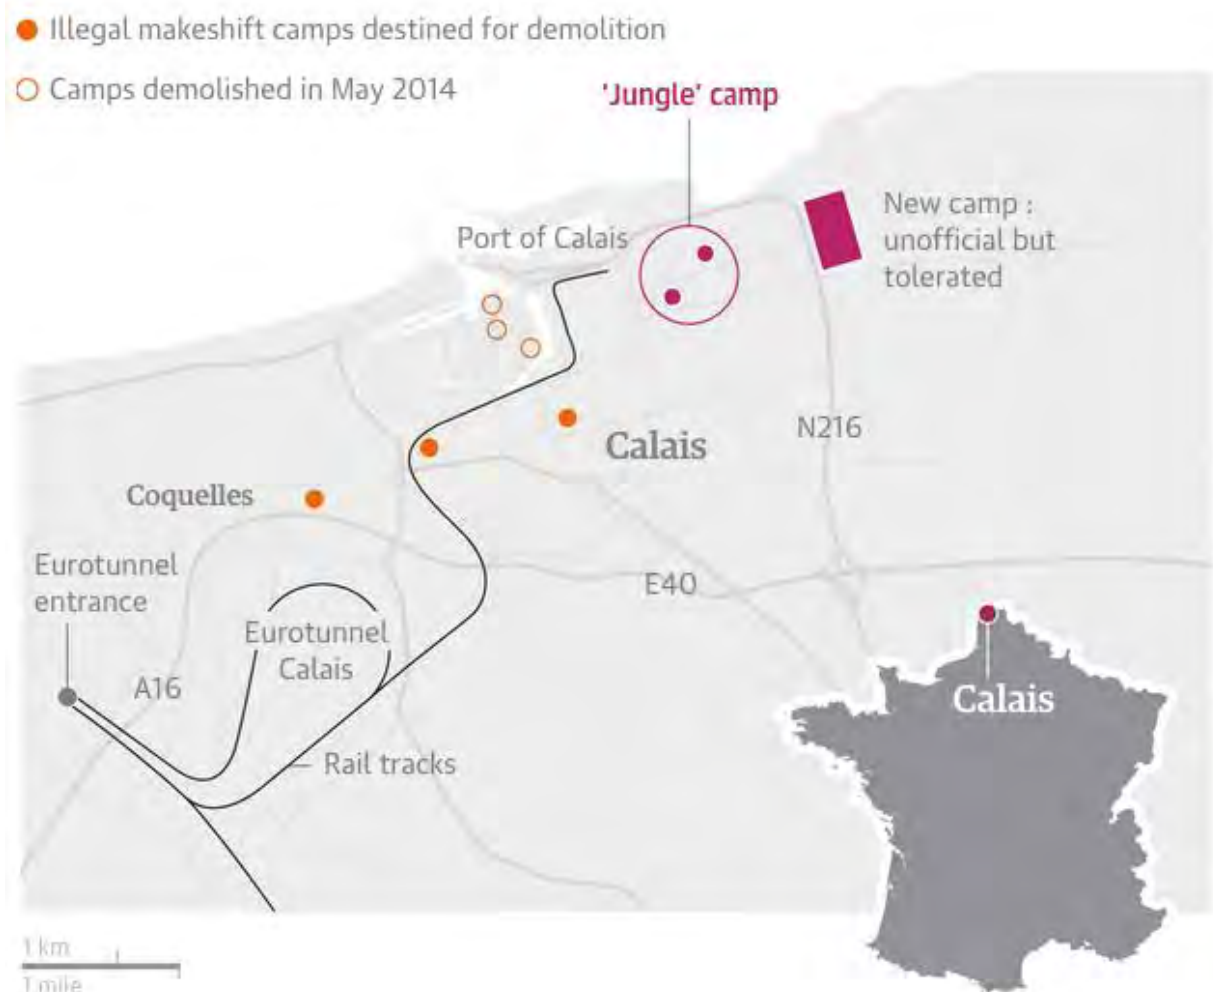 Illegal makeshift camps destined for demolition
Camps demolished in May 2014
'Jungle' camp
New camp :
unofficial but
tolerated
Port of Calais
Calais
N216
Coquelles
Eurotunnel
entrance
E40
Eurotunnel
Calais
A16
Calais
Rail tracks
1 km
1 mile